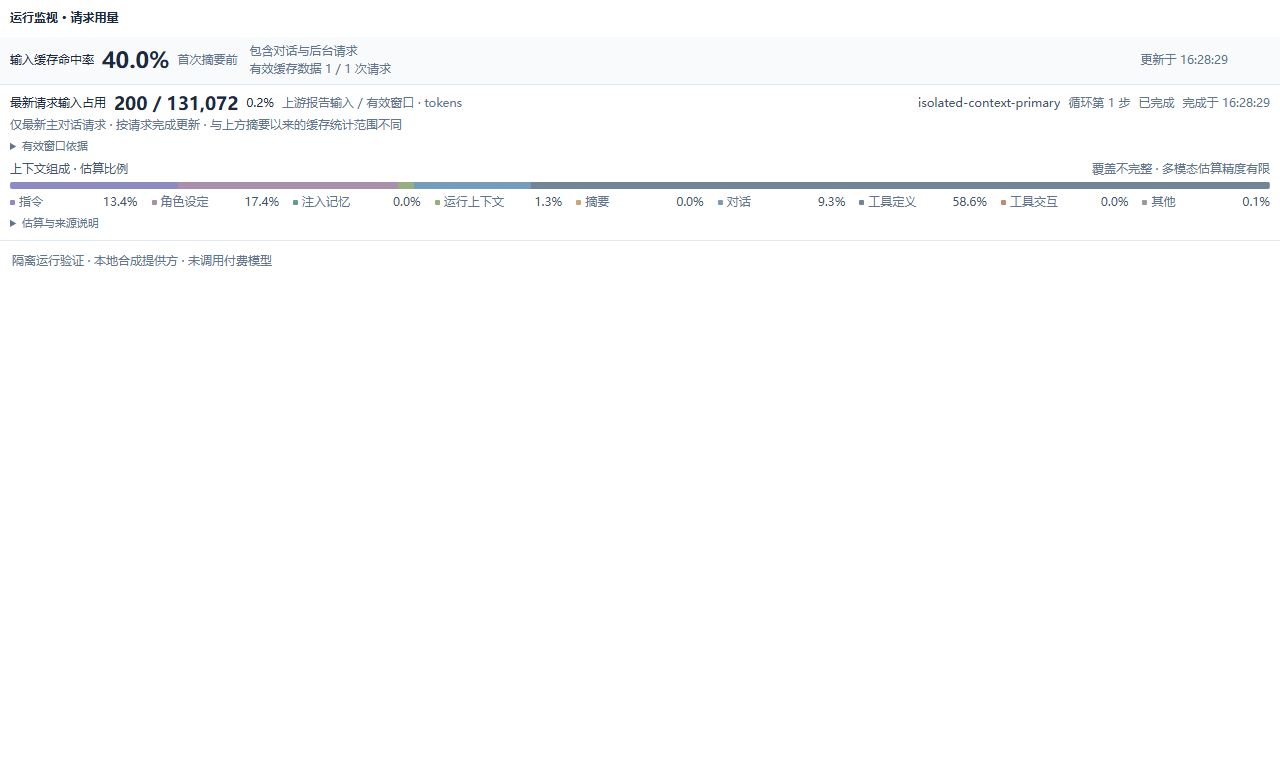 运行监视 · 请求用量
输入缓存命中率 40.0% 首次摘要前 包含对话与后台请求
有效缓存数据 1 / 1 次请求
更新于 16:28:29
最新请求输入占用 200 / 131,072 0.2% 上游报告输入 / 有效窗口 · tokens isolated-context-primary 循环第 1 步 已完成 完成于 16:28:29
仅最新主对话请求 · 按请求完成更新 · 与上方摘要以来的缓存统计范围不同
▶ 有效窗口依据
上下文组成 · 估算比例 覆盖不完整 · 多模态估算精度有限
指令 13.4% 角色设定 17.4% 注入记忆 0.0% 运行上下文 1.3% 摘要 0.0% 对话 9.3% 工具定义 58.6% 工具交互 0.0% 其他 0.1%
▶ 估算与来源说明
隔离运行验证 · 本地合成提供方 · 未调用付费模型